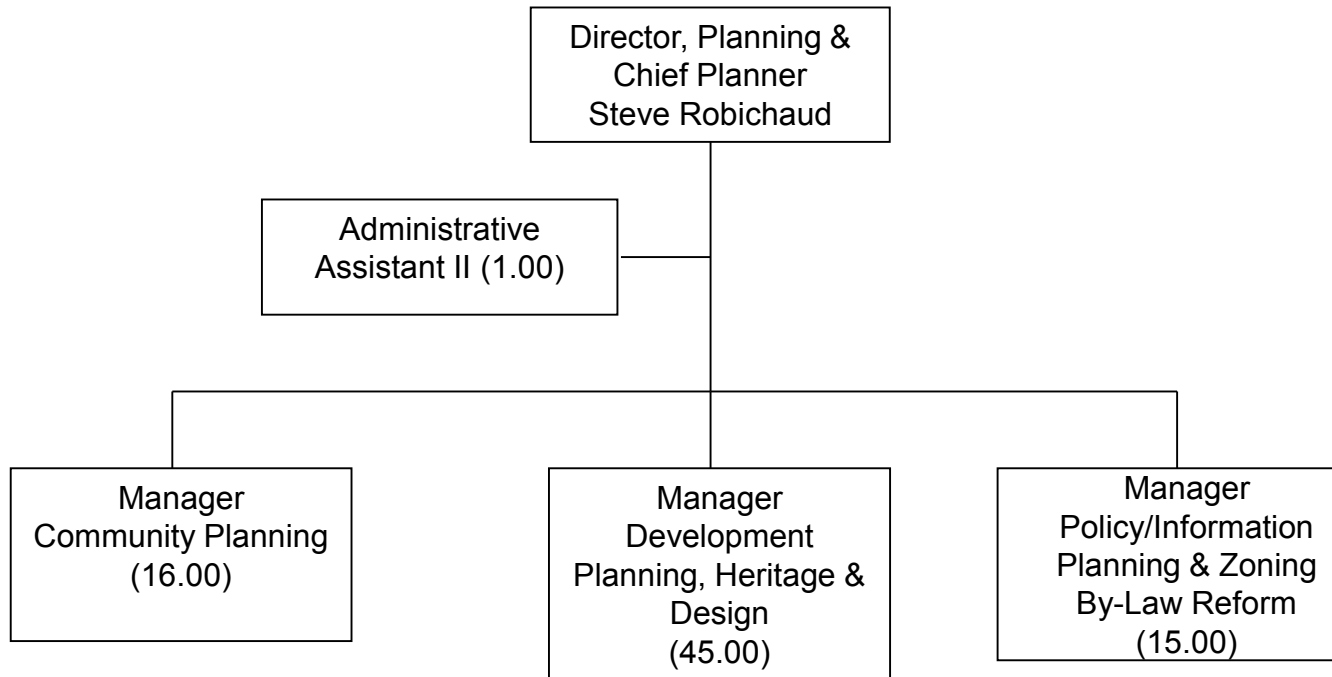 Director, Planning &
Chief Planner
Steve Robichaud
Administrative
Assistant II (1.00)
Manager
Community Planning
(16.00)
Manager
Development
Planning, Heritage &
Design
(45.00)
Manager
Policy/Information
Planning & Zoning
By-Law Reform
(15.00)